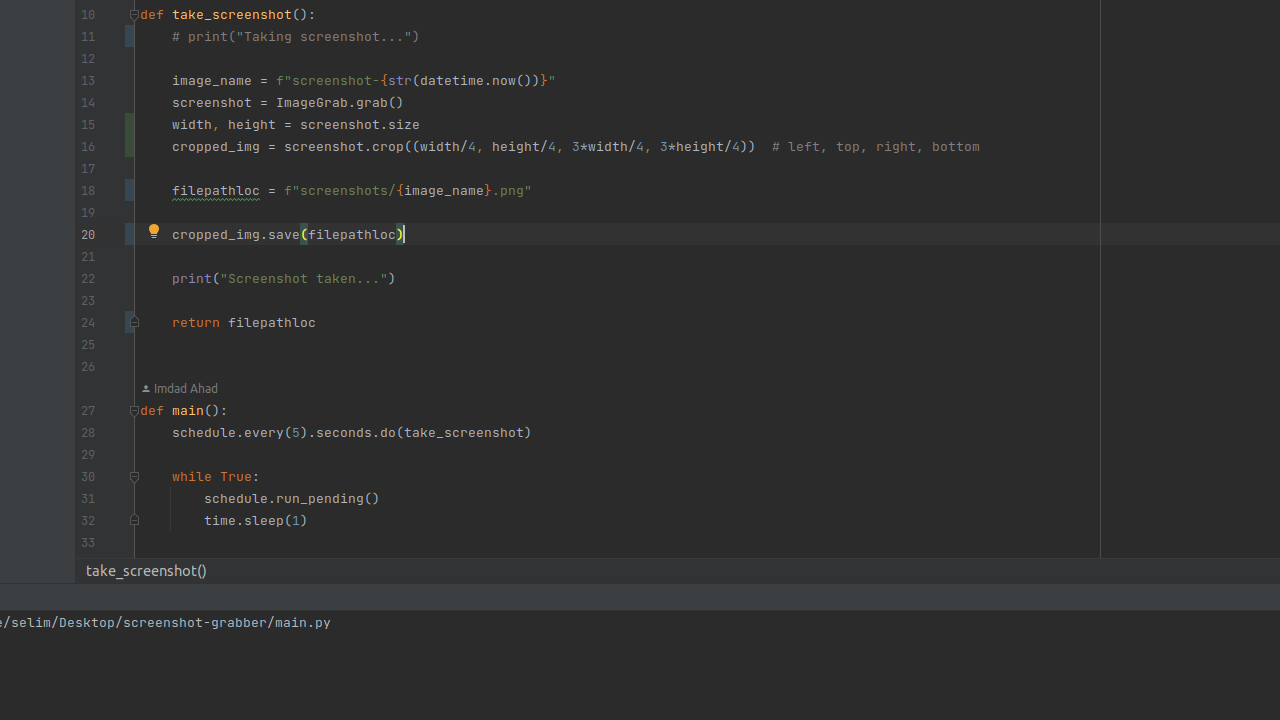 10 def take_screenshot():
11 # print("Taking screenshot...")
12
13 image_name = f"screenshot-{str(datetime.now())}"
14 screenshot = ImageGrab.grab()
15 width, height = screenshot.size
16 cropped_img = screenshot.crop((width/4, height/4, 3*width/4, 3*height/4))  # left, top, right, bottom
17
18 filepathloc = f"screenshots/{image_name}.png"
19
20 cropped_img.save(filepathloc)
21
22 print("Screenshot taken...")
23
24 return filepathloc
25
26
Imdad Ahad
27 def main():
28 schedule.every(5).seconds.do(take_screenshot)
29
30 while True:
31 schedule.run_pending()
32 time.sleep(1)
33
take_screenshot()
e/selim/Desktop/screenshot-grabber/main.py